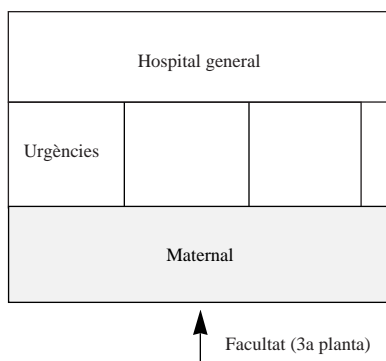 Hospital general
Urgències
Maternal
Facultat (3a planta)